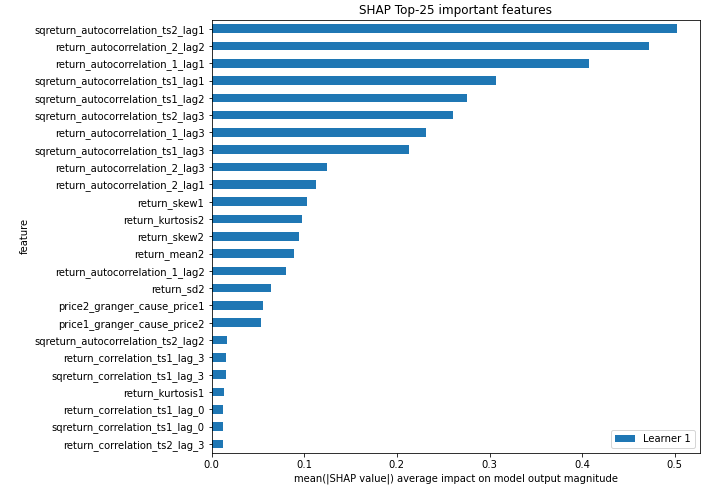 SHAP Top-25 important features
feature
sqreturn_autocorrelation_ts2_lag1
return_autocorrelation_2_lag2
return_autocorrelation_1_lag1
sqreturn_autocorrelation_ts1_lag1
sqreturn_autocorrelation_ts1_lag2
sqreturn_autocorrelation_ts2_lag3
return_autocorrelation_1_lag3
sqreturn_autocorrelation_ts1_lag3
return_autocorrelation_2_lag3
return_autocorrelation_2_lag1
return_skew1
return_kurtosis2
return_skew2
return_mean2
return_autocorrelation_1_lag2
return_sd2
price2_granger_cause_price1
price1_granger_cause_price2
sqreturn_autocorrelation_ts2_lag2
return_correlation_ts1_lag_3
sqreturn_correlation_ts1_lag_3
return_kurtosis1
return_correlation_ts1_lag_0
sqreturn_correlation_ts1_lag_0
return_correlation_ts2_lag_3
Learner 1
0.0 0.1 0.2 0.3 0.4 0.5
mean(|SHAP value|) average impact on model output magnitude